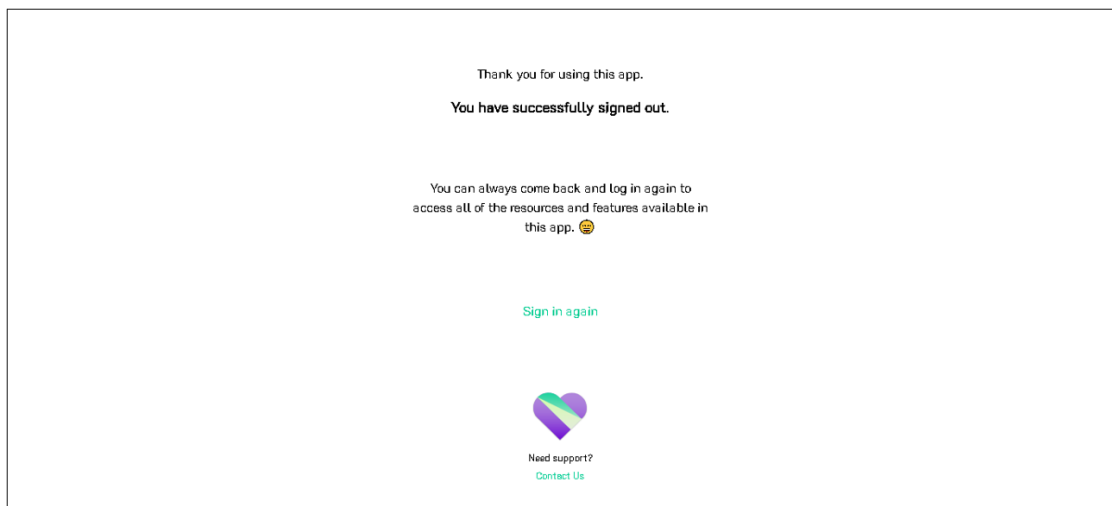 Thank you for using this app.
You have successfully signed out.
You can always come back and log in again to
access all of the resources and features available in
this app. 😄
Sign in again
Need support?
Contact Us